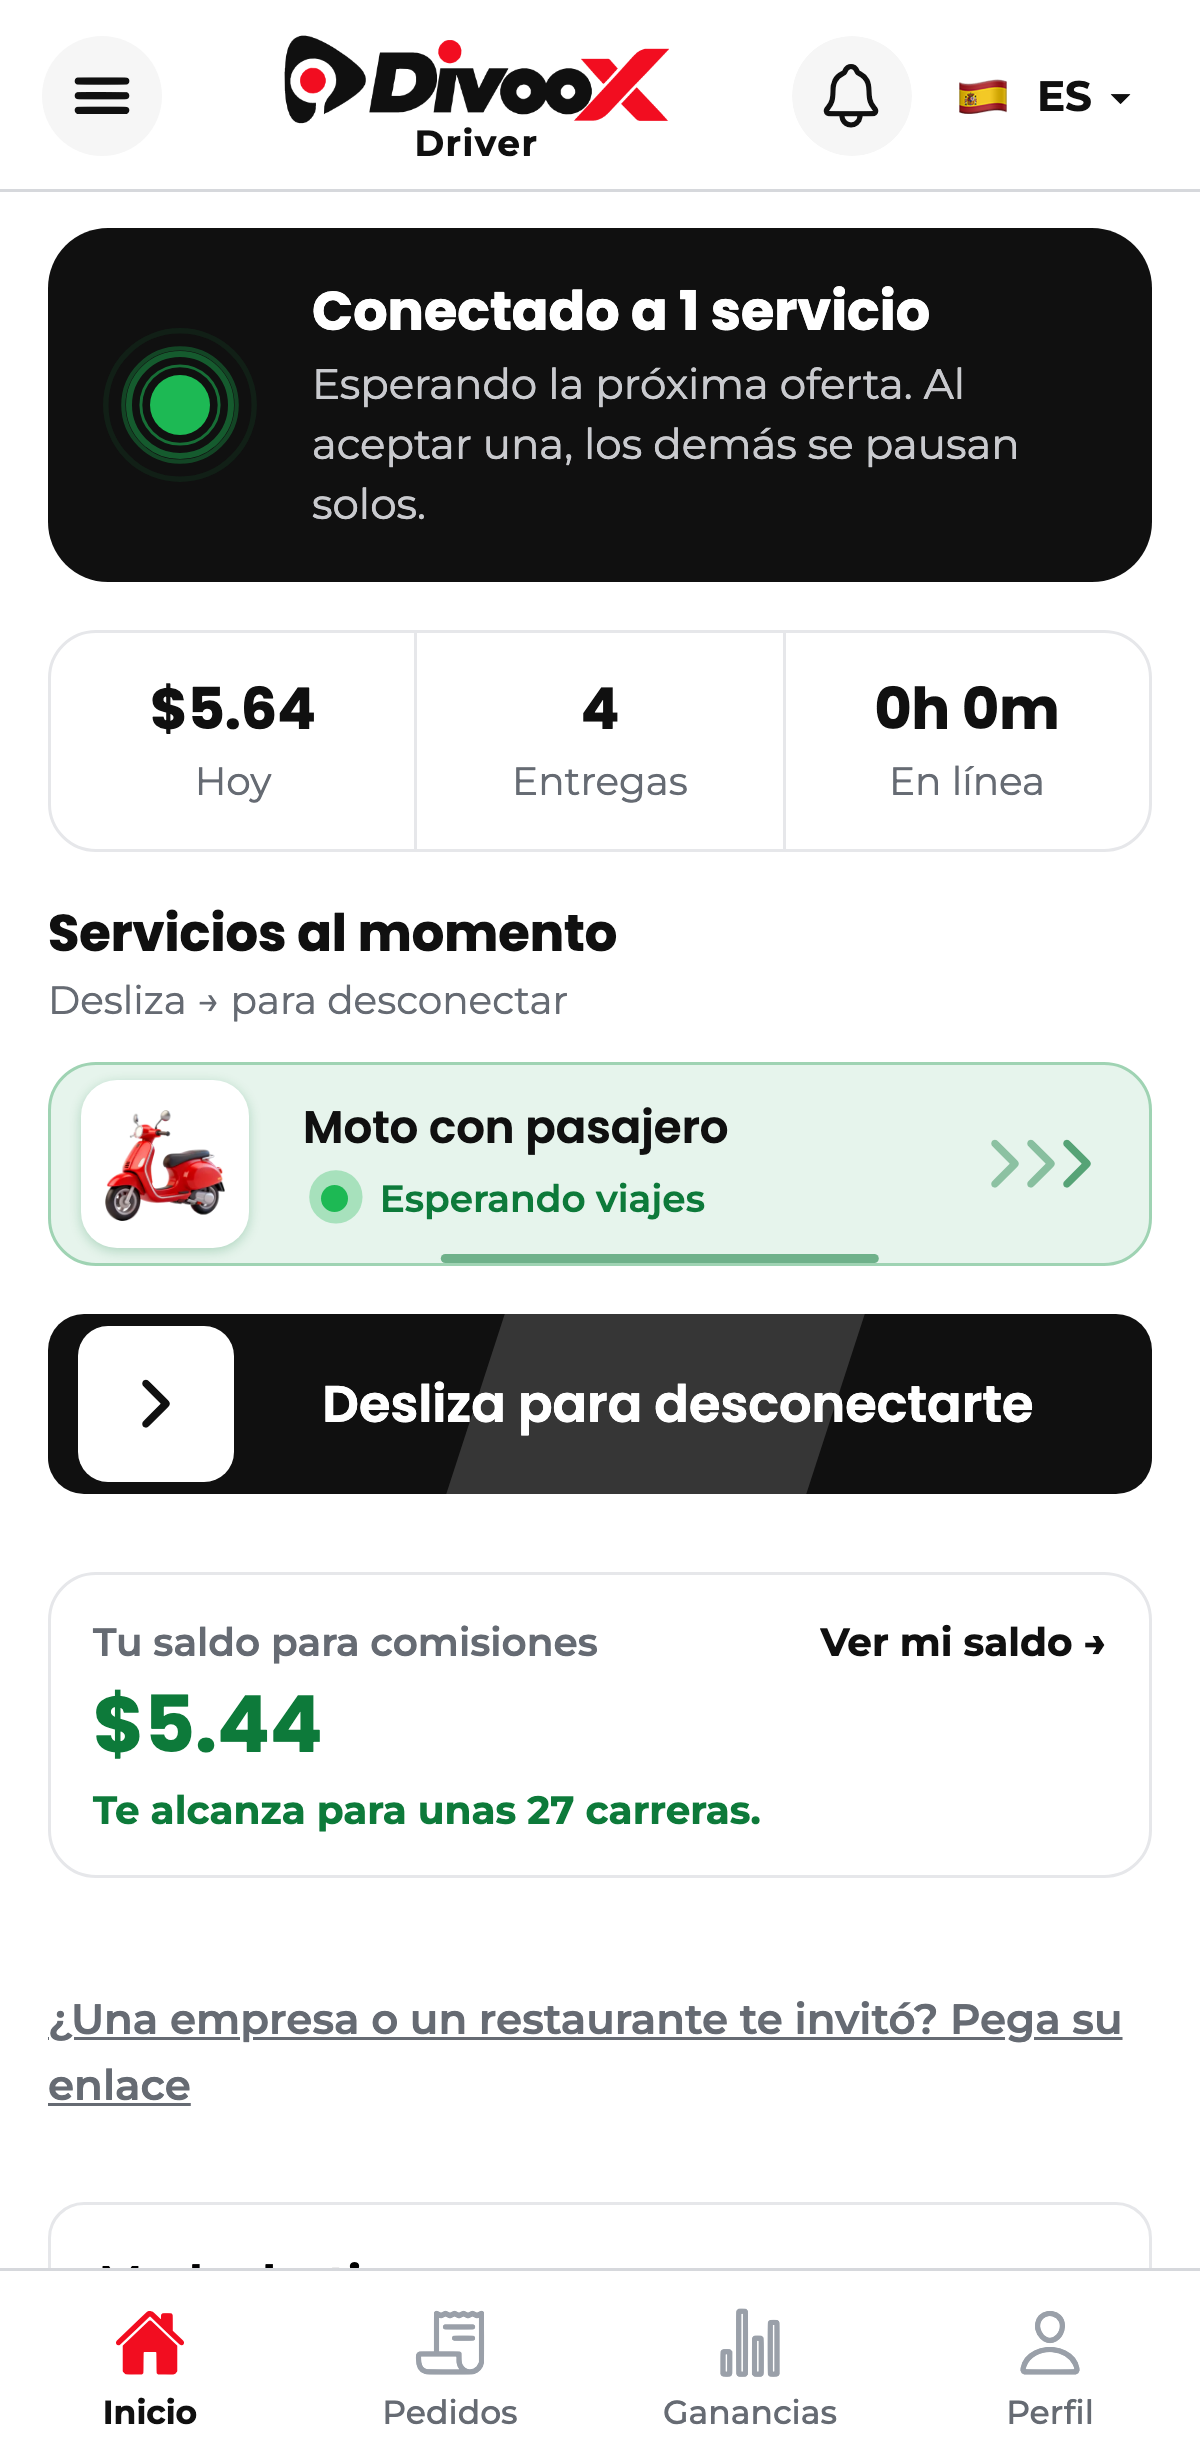 DivooX
Driver
ES
Conectado a 1 servicio
Esperando la próxima oferta. Al
aceptar una, los demás se pausan
solos.
$5.64
Hoy
4
Entregas
0h 0m
En línea
Servicios al momento
Desliza → para desconectar
Moto con pasajero
Esperando viajes
Desliza para desconectarte
Tu saldo para comisiones
Ver mi saldo →
$5.44
Te alcanza para unas 27 carreras.
¿Una empresa o un restaurante te invitó? Pega su
enlace
Inicio
Pedidos
Ganancias
Perfil